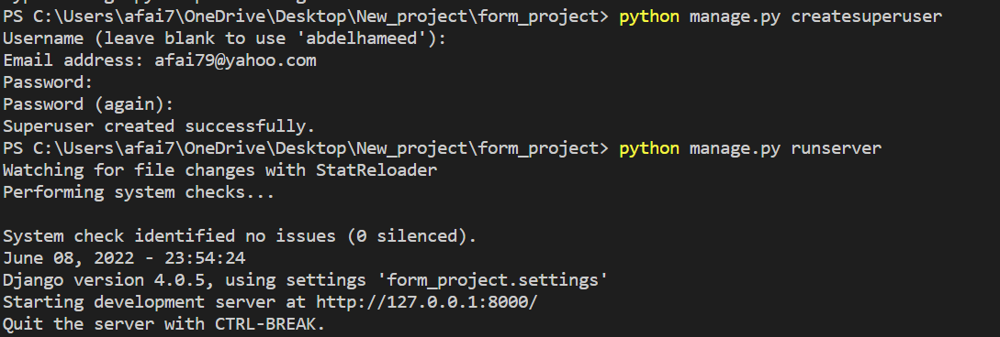 PS C:\Users\afai7\OneDrive\Desktop\New_project\form_project> python manage.py createsuperuser
Username (leave blank to use 'abdelhameed'):
Email address: afai79@yahoo.com
Password:
Password (again):
Superuser created successfully.
PS C:\Users\afai7\OneDrive\Desktop\New_project\form_project> python manage.py runserver
Watching for file changes with StatReloader
Performing system checks...
System check identified no issues (0 silenced).
June 08, 2022 - 23:54:24
Django version 4.0.5, using settings 'form_project.settings'
Starting development server at http://127.0.0.1:8000/
Quit the server with CTRL-BREAK.